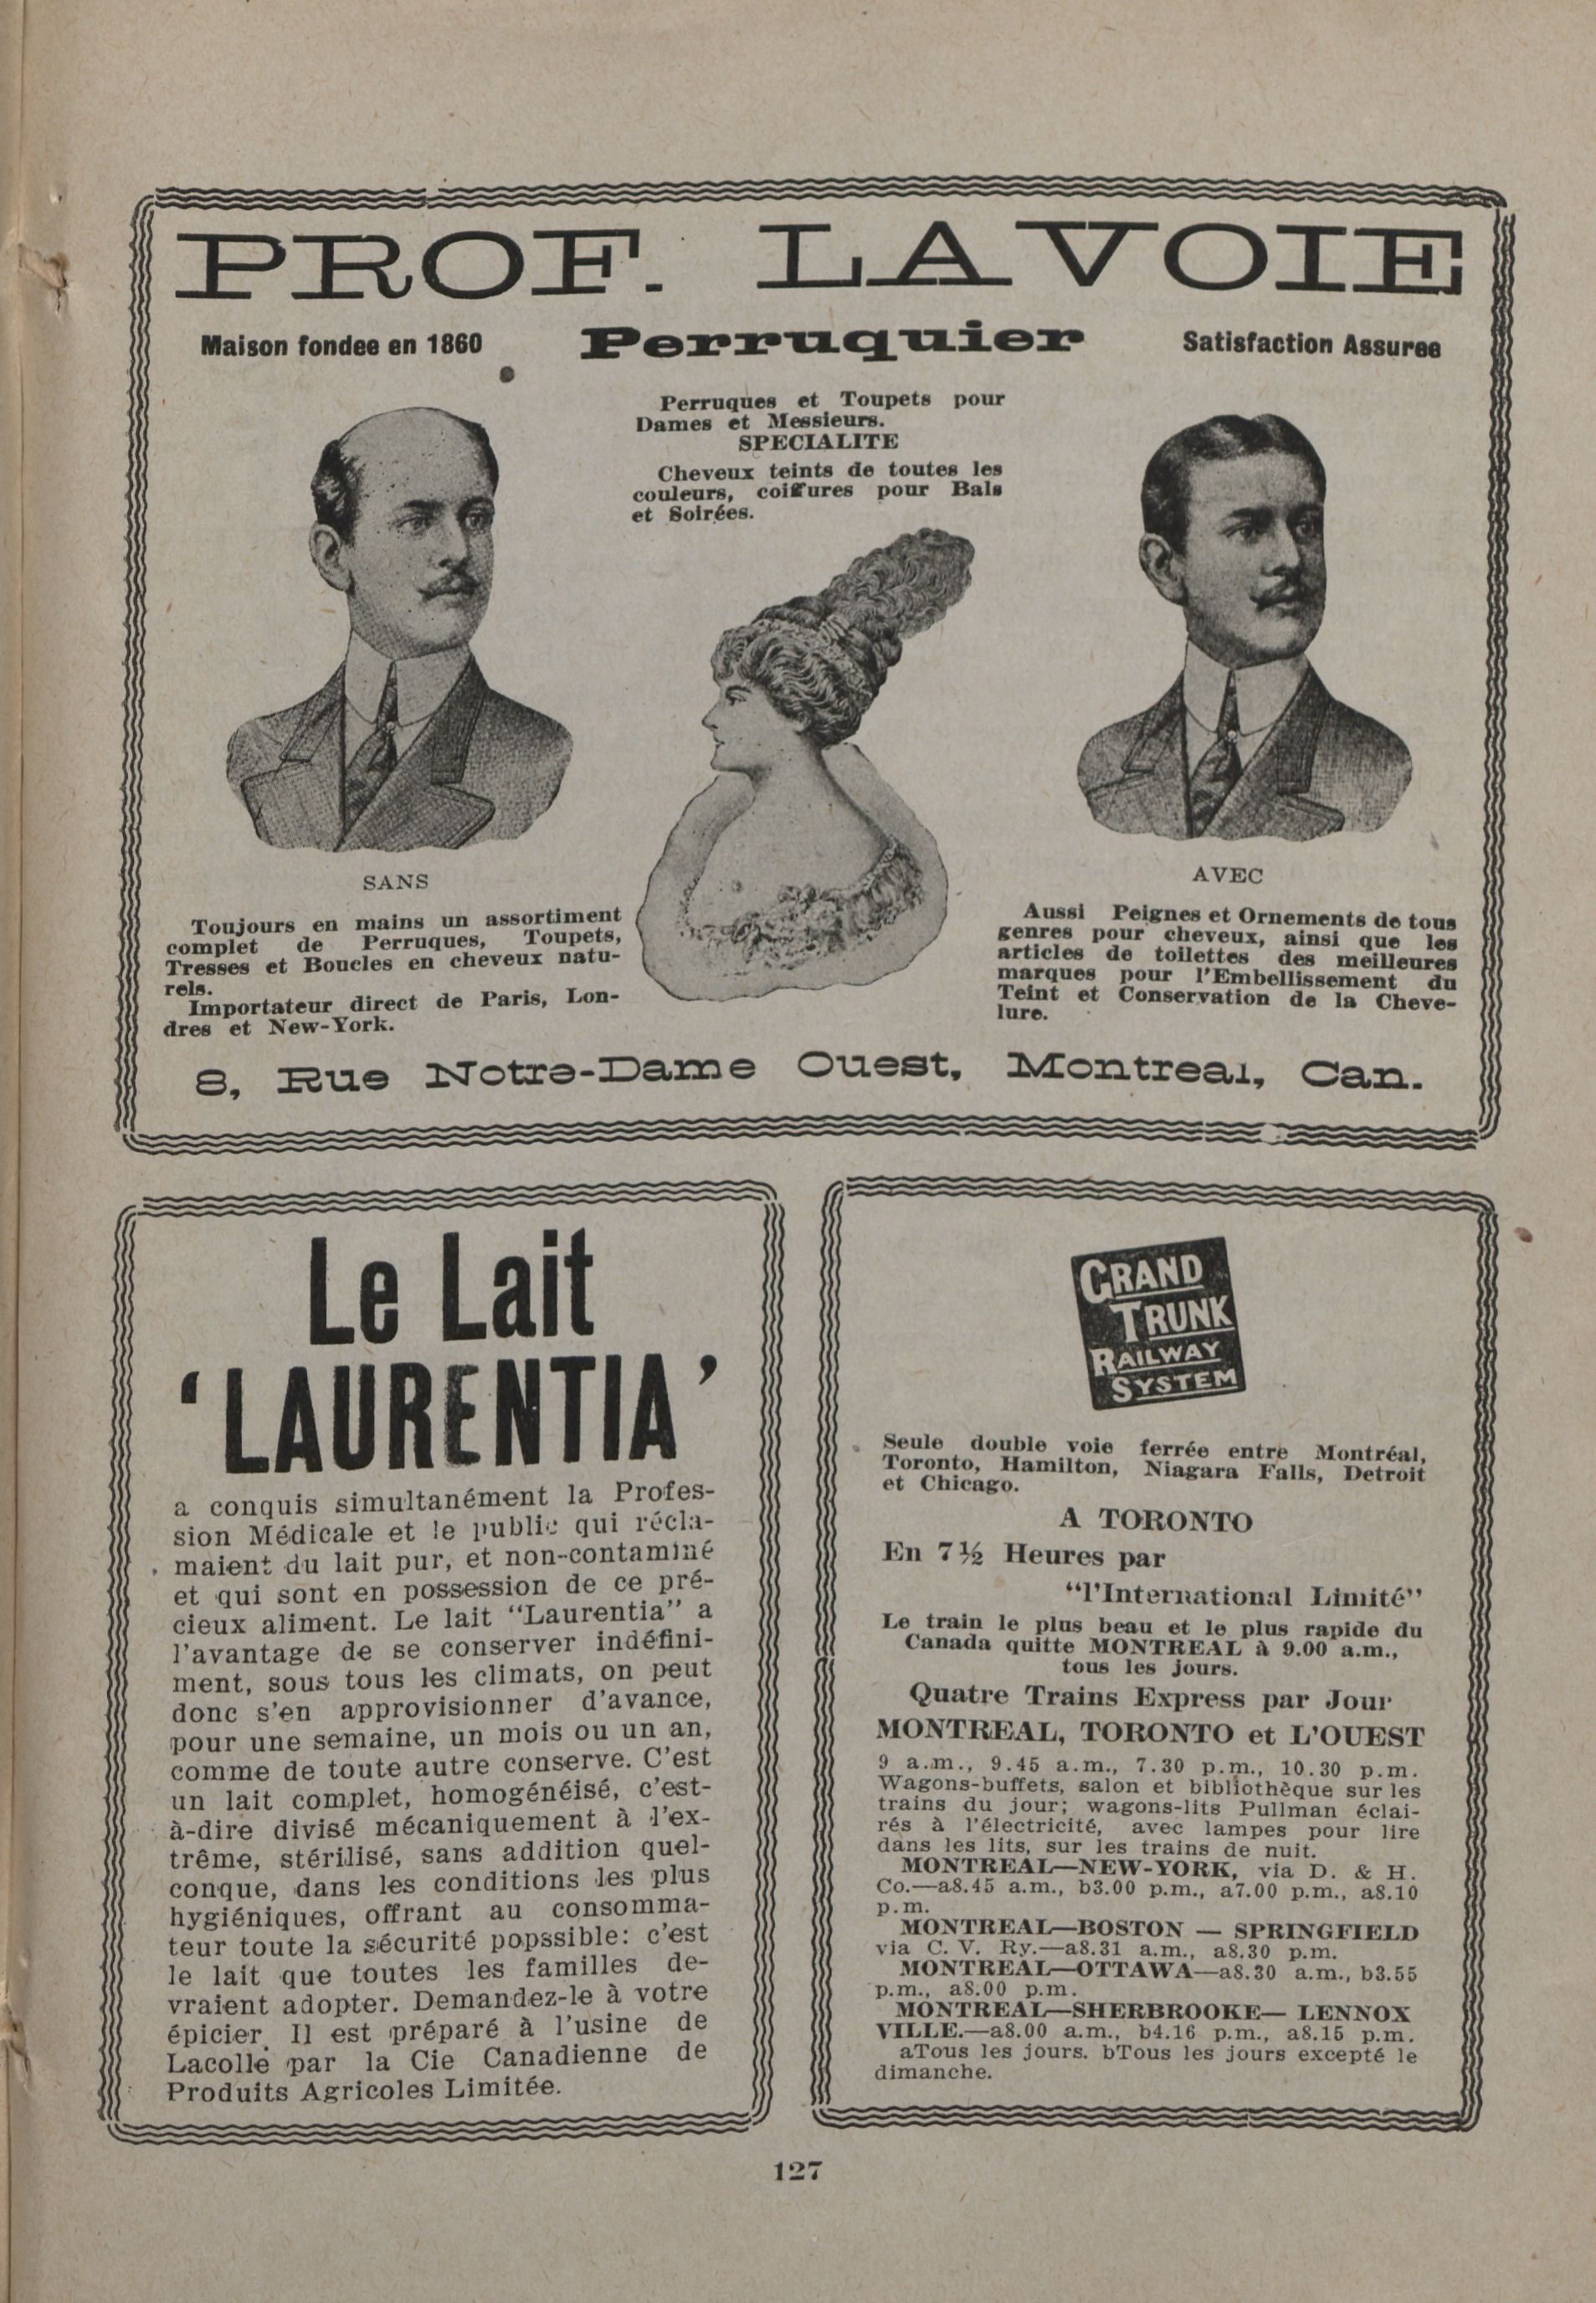 PROF. LAVOIE
Maison fondee en 1860
Perruquier
Satisfaction Assuree
Perruques et Toupets pour
Dames et Messieurs.
SPECIALITE
Cheveux teints de toutes les
couleurs, coiffures pour Bals
et Soirées.
SANS
Toujours en mains un assortiment
complet de Perruques, Toupets,
Tresses et Boucles en cheveux natu-
rels.
Importateur direct de Paris, Lon-
dres et New-York.
AVEC
Aussi Peignes et Ornements de tous
genres pour cheveux, ainsi que les
articles de toilettes des meilleures
marques pour l'Embellissement du
Teint et Conservation de la Cheve-
lure.
8, Rue Notre-Dame Ouest, Montreal, Can.
Le Lait
'LAURENTIA'
a conquis simultanément la Profes-
sion Médicale et le public qui récla-
maient du lait pur, et non-contaminé
et qui sont en possession de ce pré-
cieux aliment. Le lait "Laurentia" a
l'avantage de se conserver indéfini-
ment, sous tous les climats, on peut
donc s'en approvisionner d'avance,
pour une semaine, un mois ou un an,
comme de toute autre conserve. C'est
un lait complet, homogénéisé, c'est-
à-dire divisé mécaniquement à l'ex-
trême, stérilisé, sans addition quel-
conque, dans les conditions les plus
hygiéniques, offrant au consomma-
teur toute la sécurité popssible: c'est
le lait que toutes les familles de-
vraient adopter. Demandez-le à votre
épicier. Il est préparé à l'usine de
Lacolle par la Cie Canadienne de
Produits Agricoles Limitée.
GRAND
TRUNK
RAILWAY
SYSTEM
Seule double voie ferrée entre Montréal,
Toronto, Hamilton, Niagara Falls, Detroit
et Chicago.
A TORONTO
En 7½ Heures par
"l'International Limité"
Le train le plus beau et le plus rapide du
Canada quitte MONTREAL à 9.00 a.m.,
tous les jours.
Quatre Trains Express par Jour
MONTREAL, TORONTO et L'OUEST
9 a.m., 9.45 a.m., 7.30 p.m., 10.30 p.m.
Wagons-buffets, salon et bibliothèque sur les
trains du jour; wagons-lits Pullman éclai-
rés à l'électricité, avec lampes pour lire
dans les lits, sur les trains de nuit.
MONTREAL—NEW-YORK, via D. & H.
Co.—a8.45 a.m., b3.00 p.m., a7.00 p.m., a8.10
p.m.
MONTREAL—BOSTON — SPRINGFIELD
via C. V. Ry.—a8.31 a.m., a8.30 p.m.
MONTREAL—OTTAWA—a8.30 a.m., b3.55
p.m., a8.00 p.m.
MONTREAL—SHERBROOKE— LENNOX
VILLE.—a8.00 a.m., b4.16 p.m., a8.15 p.m.
aTous les jours. bTous les jours excepté le
dimanche.
127